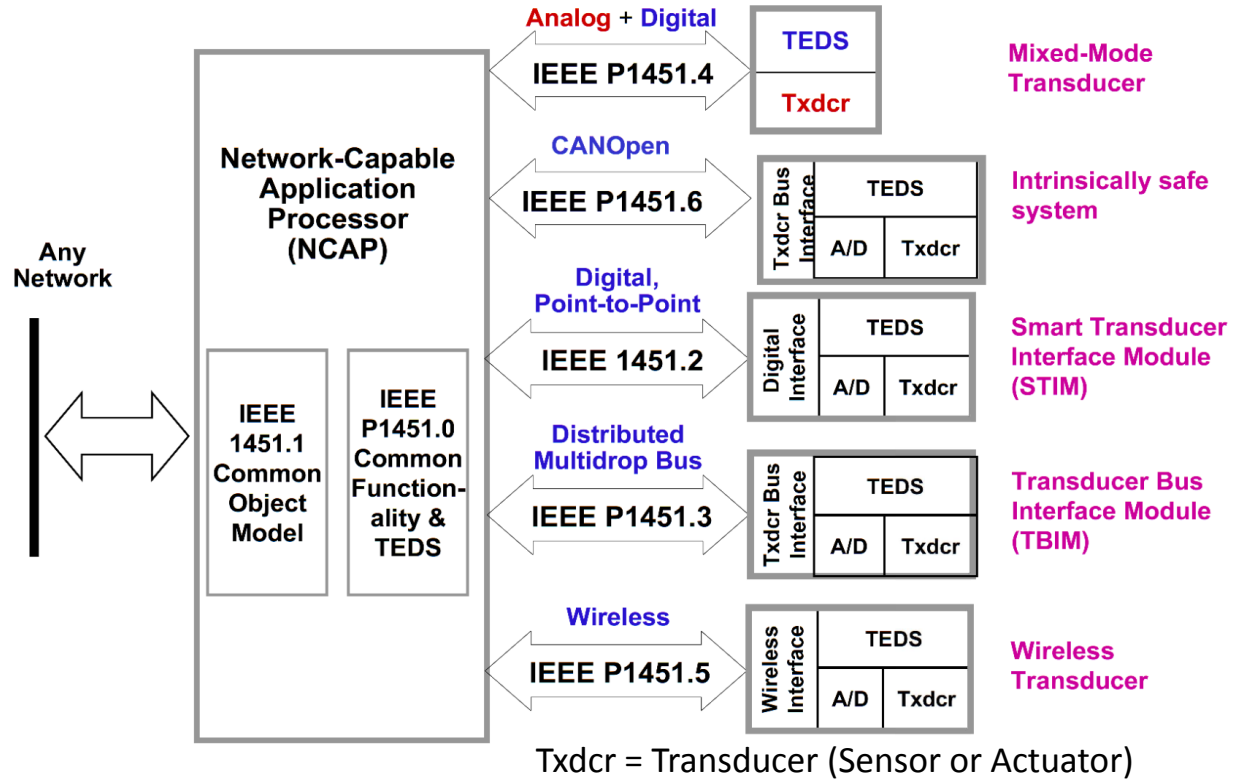 Analog + Digital
IEEE P1451.4
TEDS
Txdcr
Mixed-Mode
Transducer
Network-Capable
Application
Processor
(NCAP)
CANOpen
IEEE P1451.6
Txdcr Bus
Interface
TEDS
A/D
Txdcr
Intrinsically safe
system
Any
Network
Digital,
Point-to-Point
IEEE 1451.2
Digital
Interface
TEDS
A/D
Txdcr
Smart Transducer
Interface Module
(STIM)
IEEE
1451.1
Common
Object
Model
IEEE
P1451.0
Common
Function-
ality &
TEDS
Distributed
Multidrop Bus
IEEE P1451.3
Txdcr Bus
Interface
TEDS
A/D
Txdcr
Transducer Bus
Interface Module
(TBIM)
Wireless
IEEE P1451.5
Wireless
Interface
TEDS
A/D
Txdcr
Wireless
Transducer
Txdcr = Transducer (Sensor or Actuator)